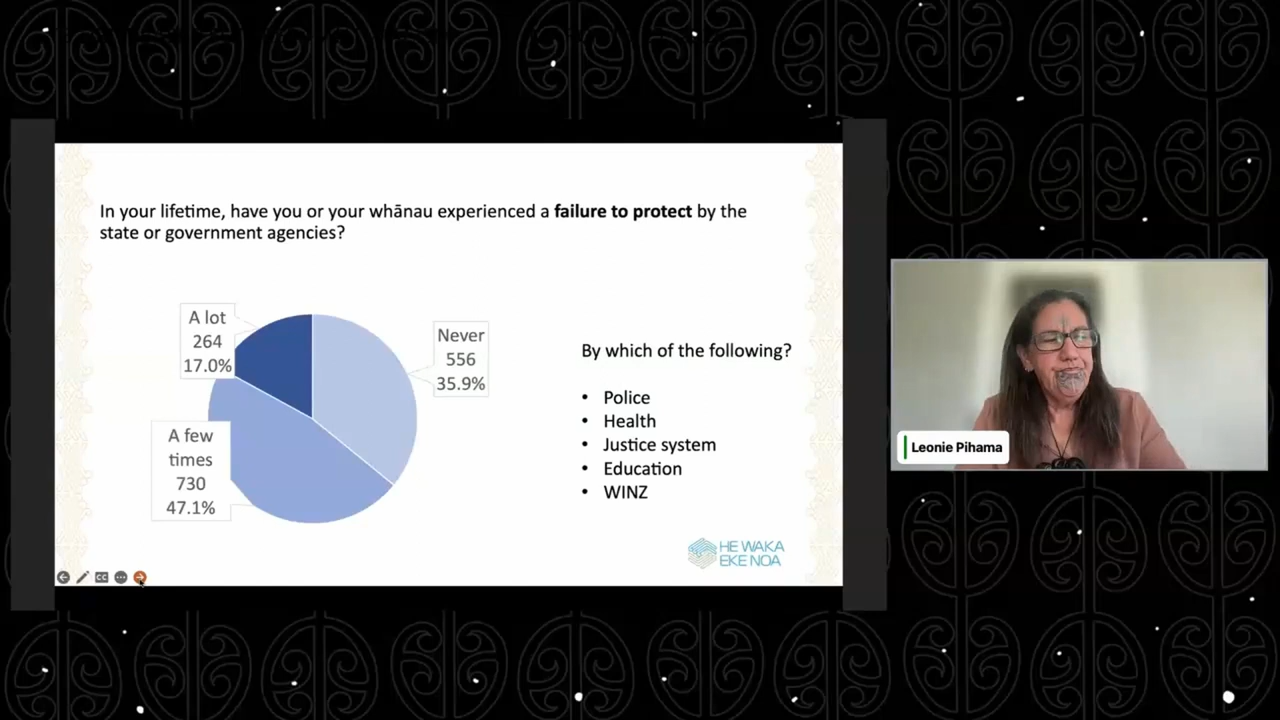 In your lifetime, have you or your whānau experienced a failure to protect by the
state or government agencies?
A lot
264
17.0%
Never
556
35.9%
A few
times
730
47.1%
By which of the following?
• Police
• Health
• Justice system
• Education
• WINZ
HE WAKA
EKE NOA
CC
Leonie Pihama